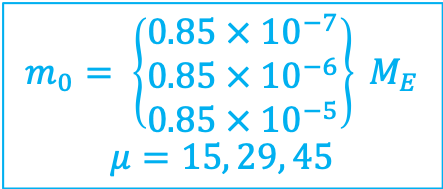 m₀ = { 0.85 × 10⁻⁷
0.85 × 10⁻⁶
0.85 × 10⁻⁵ } M_E
μ = 15, 29, 45